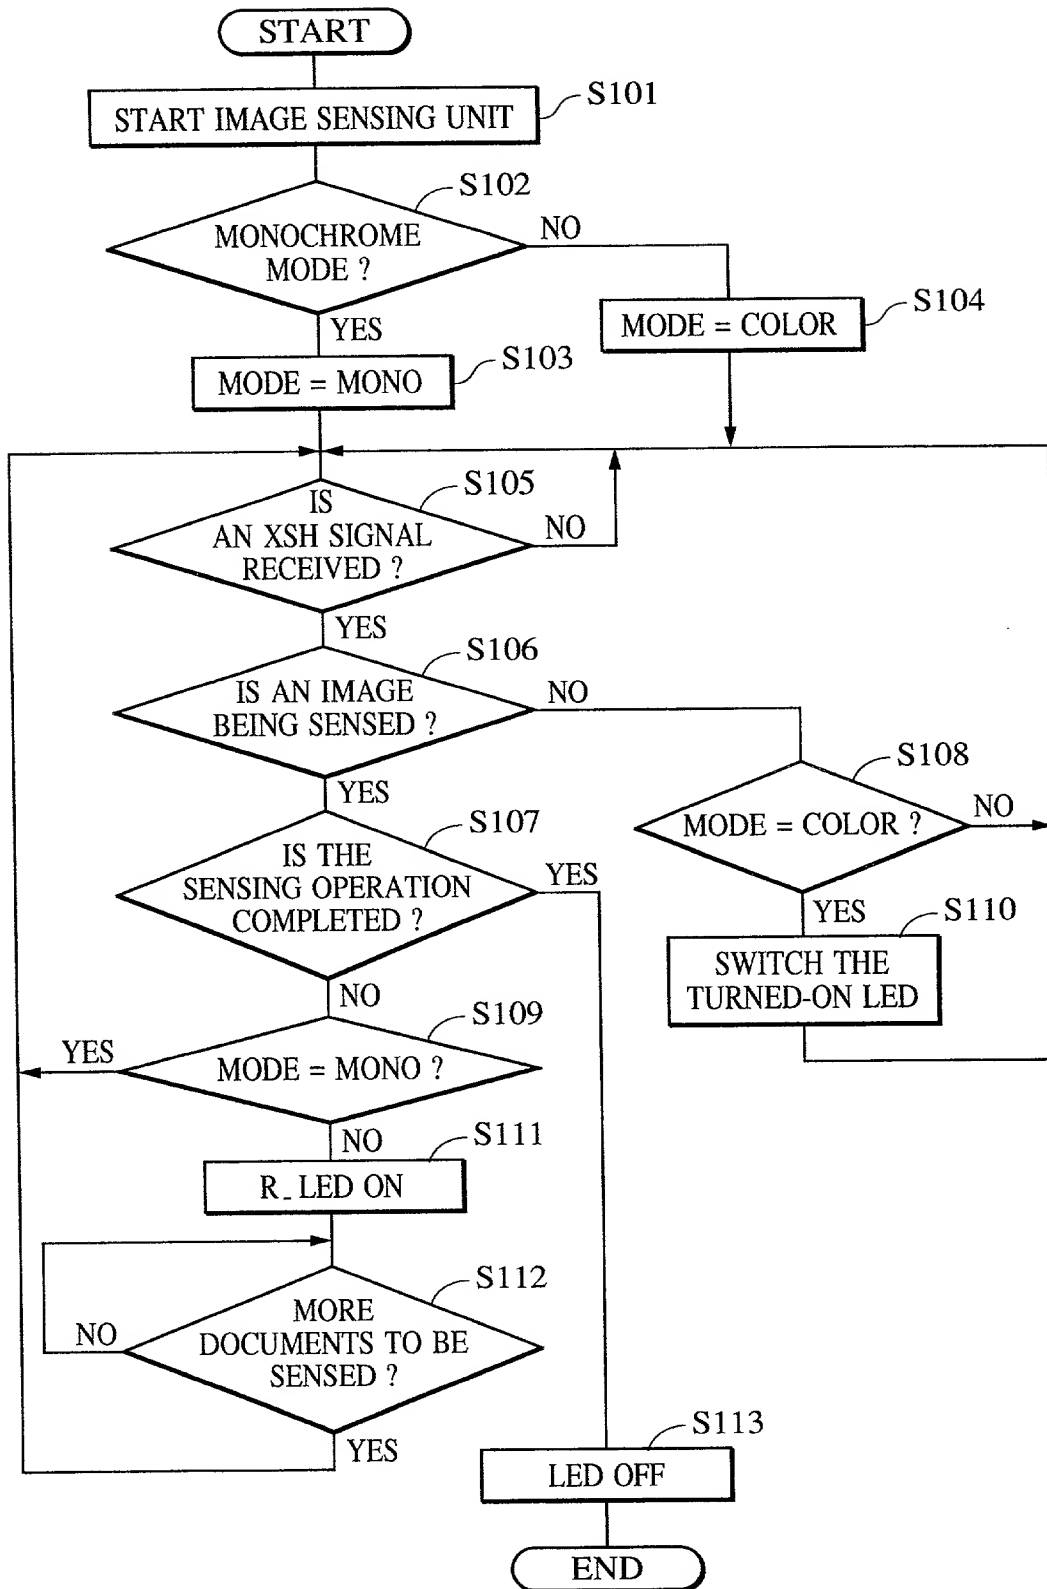 START
START IMAGE SENSING UNIT
S101
S102
MONOCHROME
MODE ?
NO
YES
S104
MODE = COLOR
S103
MODE = MONO
S105
IS
AN XSH SIGNAL
RECEIVED ?
NO
YES
S106
IS AN IMAGE
BEING SENSED ?
NO
YES
S108
MODE = COLOR ?
NO
YES
S107
IS THE
SENSING OPERATION
COMPLETED ?
YES
NO
S110
SWITCH THE
TURNED-ON LED
S109
MODE = MONO ?
YES
NO
S111
R_LED ON
S112
MORE
DOCUMENTS TO BE
SENSED ?
NO
YES
S113
LED OFF
END